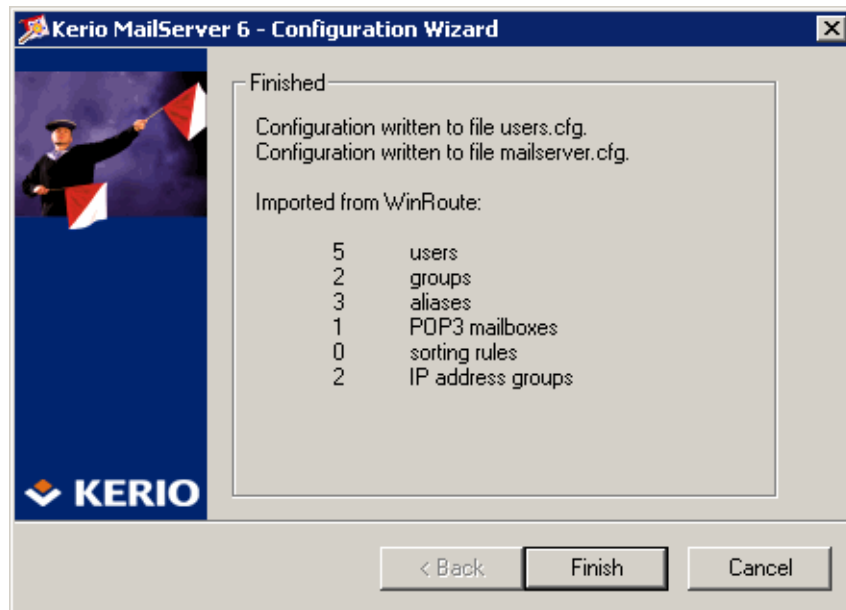 Kerio MailServer 6 - Configuration Wizard
Finished
Configuration written to file users.cfg.
Configuration written to file mailserver.cfg.
Imported from WinRoute:
5 users
2 groups
3 aliases
1 POP3 mailboxes
0 sorting rules
2 IP address groups
KERIO
< Back Finish Cancel